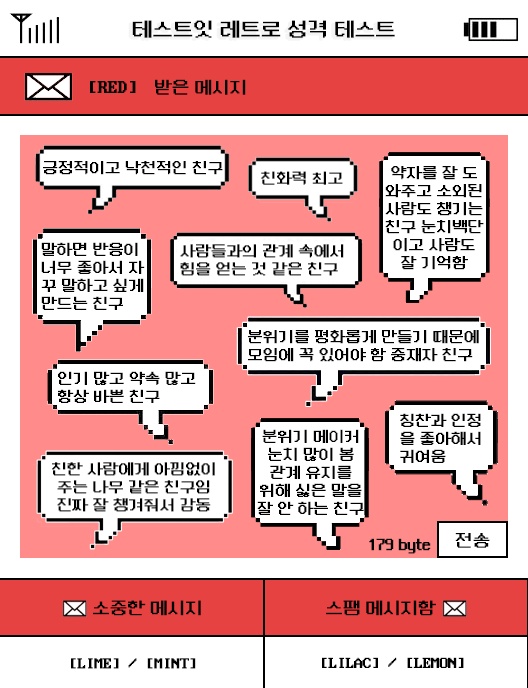 테스트잇 레트로 성격 테스트
[RED] 받은 메시지
긍정적이고 낙천적인 친구
친화력 최고
약자를 잘 도
와주고 소외된
사람도 챙기는
친구 눈치백단
이고 사람도
잘 기억함
말하면 반응이
너무 좋아서 자
꾸 말하고 싶게
만드는 친구
사람들과의 관계 속에서
힘을 얻는 것 같은 친구
분위기를 평화롭게 만들기 때문에
모임에 꼭 있어야 함 중재자 친구
인기 많고 약속 많고
항상 바쁜 친구
칭찬과 인정
을 좋아해서
귀여움
분위기 메이커
눈치 많이 봄
관계 유지를
위해 싫은 말을
잘 안 하는 친구
친한 사람에게 아낌없이
주는 나무 같은 친구임
진짜 잘 챙겨줘서 감동
179 byte 전송
소중한 메시지
스팸 메시지함
[LIME] / [MINT]
[LILAC] / [LEMON]